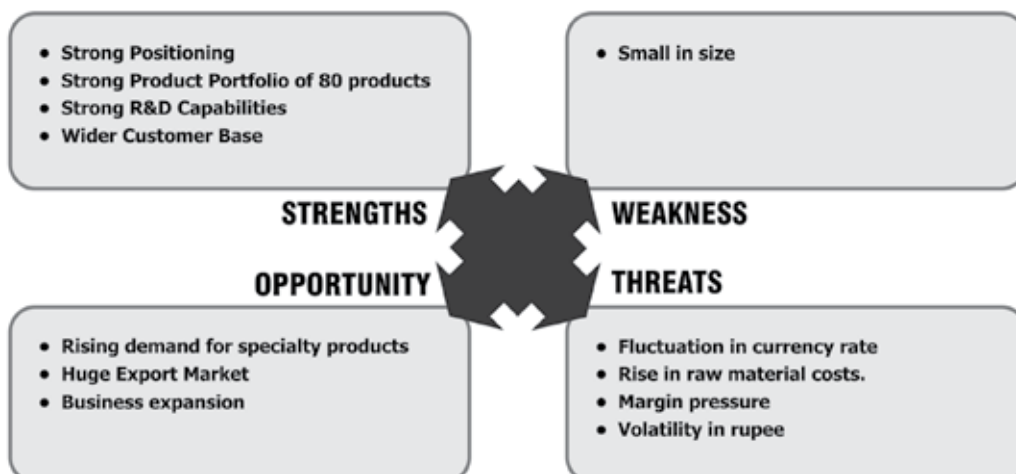 • Strong Positioning
• Strong Product Portfolio of 80 products
• Strong R&D Capabilities
• Wider Customer Base
STRENGTHS
• Small in size
WEAKNESS
OPPORTUNITY
• Rising demand for specialty products
• Huge Export Market
• Business expansion
THREATS
• Fluctuation in currency rate
• Rise in raw material costs.
• Margin pressure
• Volatility in rupee